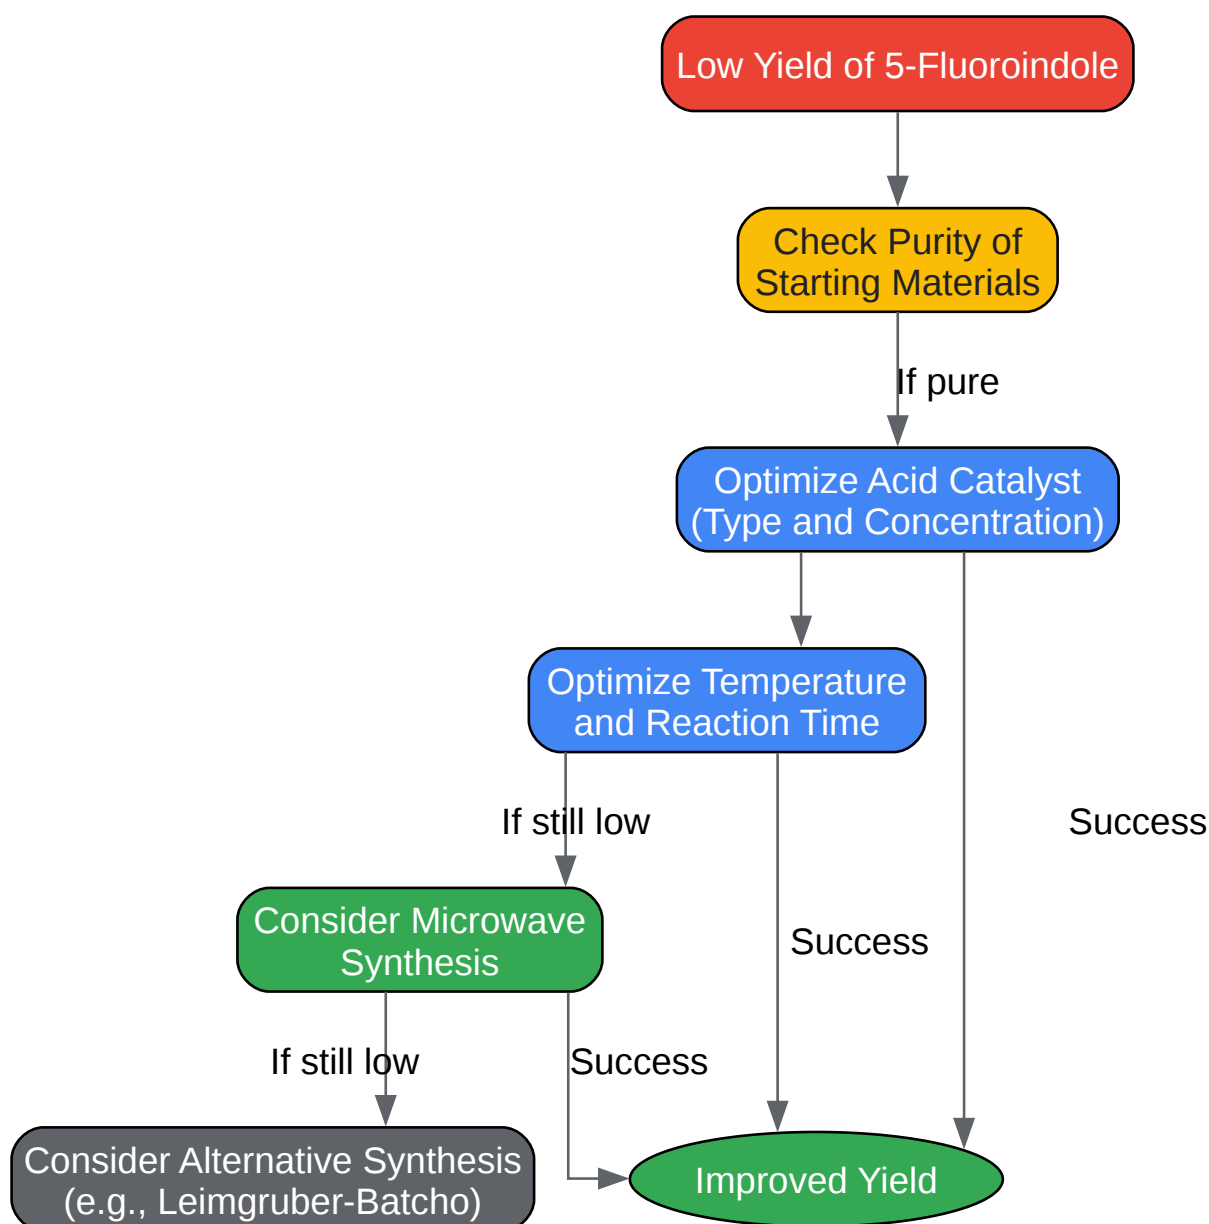 Low Yield of 5-Fluoroindole
Check Purity of
Starting Materials
If pure
Optimize Acid Catalyst
(Type and Concentration)
Optimize Temperature
and Reaction Time
If still low
Success
Consider Microwave
Synthesis
Success
If still low
Success
Consider Alternative Synthesis
(e.g., Leimgruber-Batcho)
Improved Yield